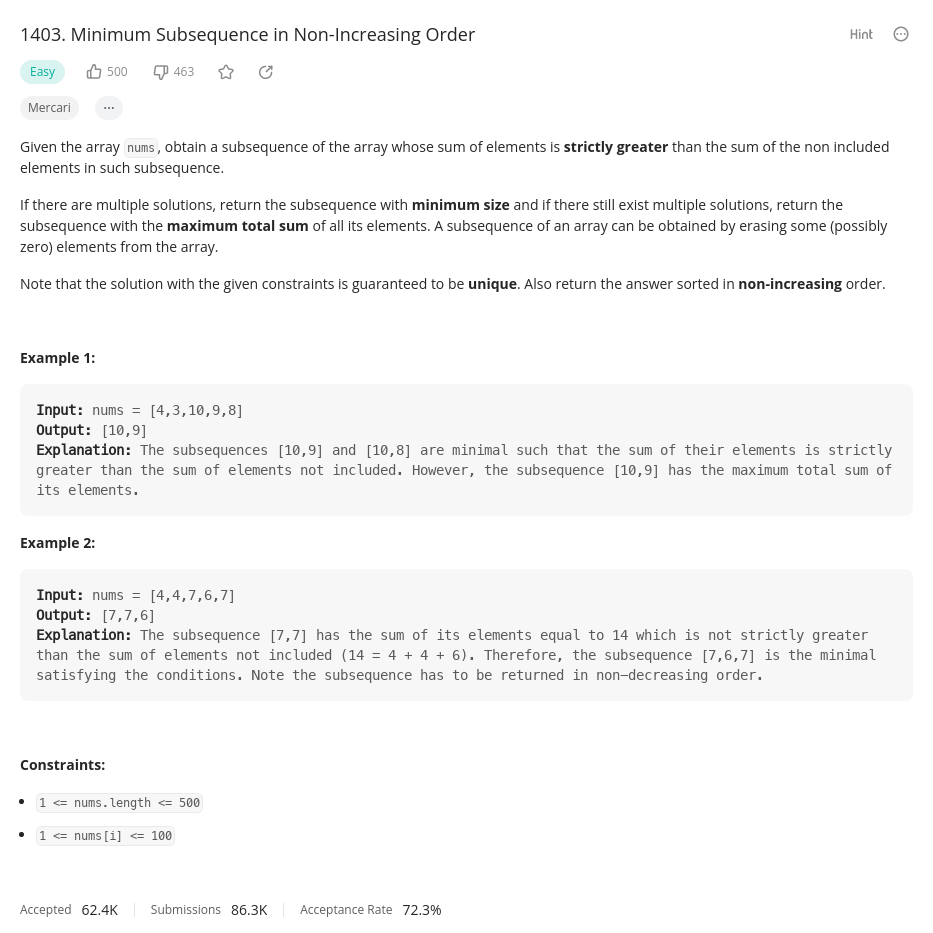 1403. Minimum Subsequence in Non-Increasing Order
Hint
Easy
500
463
Mercari
...
Given the array nums, obtain a subsequence of the array whose sum of elements is strictly greater than the sum of the non included
elements in such subsequence.
If there are multiple solutions, return the subsequence with minimum size and if there still exist multiple solutions, return the
subsequence with the maximum total sum of all its elements. A subsequence of an array can be obtained by erasing some (possibly
zero) elements from the array.
Note that the solution with the given constraints is guaranteed to be unique. Also return the answer sorted in non-increasing order.
Example 1:
Input: nums = [4,3,10,9,8]
Output: [10,9]
Explanation: The subsequences [10,9] and [10,8] are minimal such that the sum of their elements is strictly
greater than the sum of elements not included. However, the subsequence [10,9] has the maximum total sum of
its elements.
Example 2:
Input: nums = [4,4,7,6,7]
Output: [7,7,6]
Explanation: The subsequence [7,7] has the sum of its elements equal to 14 which is not strictly greater
than the sum of elements not included (14 = 4 + 4 + 6). Therefore, the subsequence [7,6,7] is the minimal
satisfying the conditions. Note the subsequence has to be returned in non-decreasing order.
Constraints:
• 1 <= nums.length <= 500
• 1 <= nums[i] <= 100
Accepted 62.4K Submissions 86.3K Acceptance Rate 72.3%